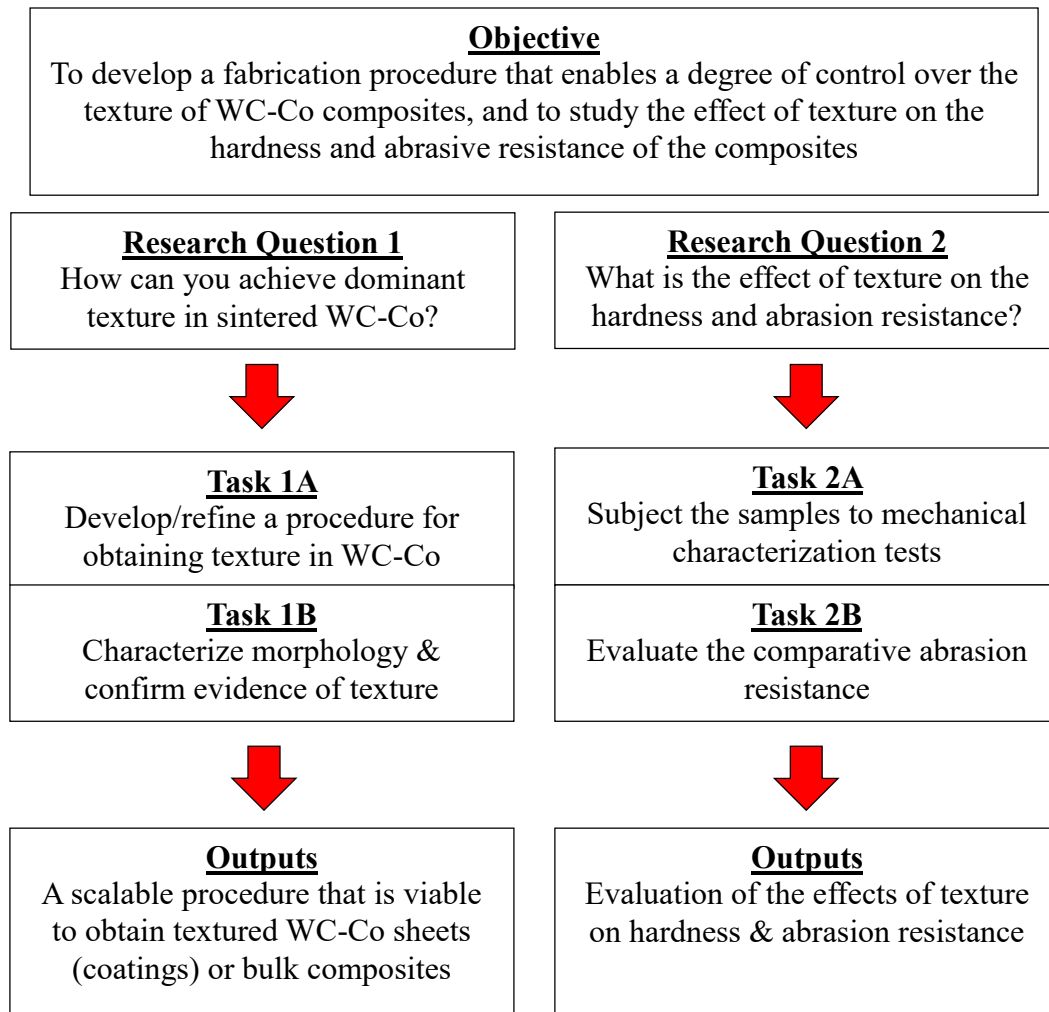 Objective
To develop a fabrication procedure that enables a degree of control over the
texture of WC-Co composites, and to study the effect of texture on the
hardness and abrasive resistance of the composites
Research Question 1
How can you achieve dominant
texture in sintered WC-Co?
Research Question 2
What is the effect of texture on the
hardness and abrasion resistance?
Task 1A
Develop/refine a procedure for
obtaining texture in WC-Co
Task 1B
Characterize morphology &
confirm evidence of texture
Task 2A
Subject the samples to mechanical
characterization tests
Task 2B
Evaluate the comparative abrasion
resistance
Outputs
A scalable procedure that is viable
to obtain textured WC-Co sheets
(coatings) or bulk composites
Outputs
Evaluation of the effects of texture
on hardness & abrasion resistance